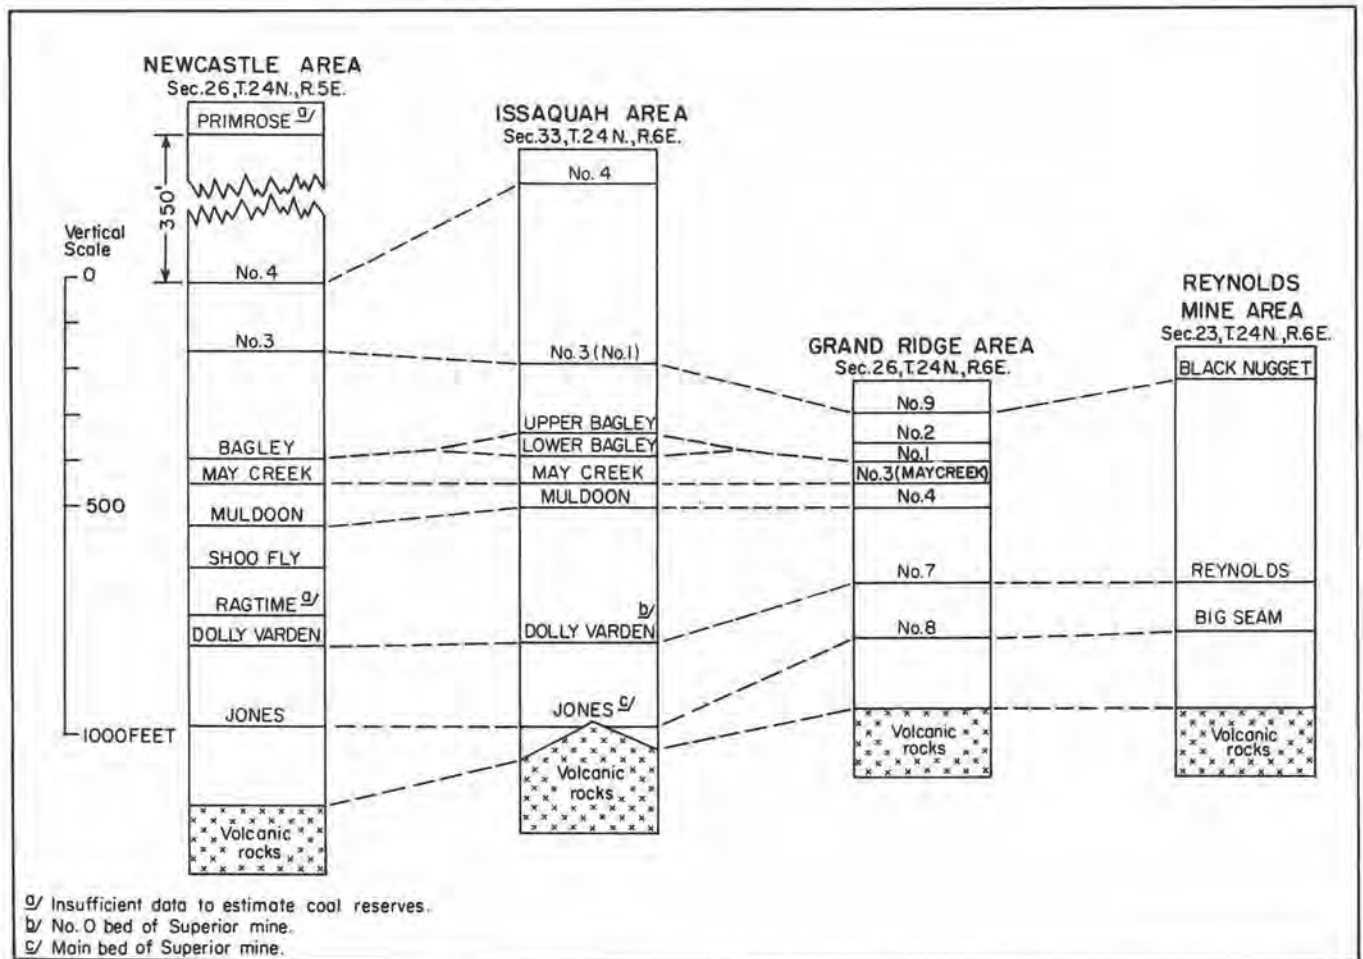 NEWCASTLE AREA
Sec.26,T.24N.,R.5E.
PRIMROSE a/
350'
No.4
No.3
BAGLEY
MAY CREEK
MULDOON
SHOO FLY
RAGTIME a/
DOLLY VARDEN
JONES
Volcanic
rocks
Vertical
Scale
0
500
1000 FEET
ISSAQUAH AREA
Sec.33,T.24N.,R.6E.
No.4
No.3(No.1)
UPPER BAGLEY
LOWER BAGLEY
MAY CREEK
MULDOON
b/
DOLLY VARDEN
JONES c/
Volcanic
rocks
GRAND RIDGE AREA
Sec.26,T.24N.,R.6E.
No.9
No.2
No.1
No.3(MAY CREEK)
No.4
No.7
No.8
Volcanic
rocks
REYNOLDS
MINE AREA
Sec.23,T.24N.,R.6E.
BLACK NUGGET
REYNOLDS
BIG SEAM
Volcanic
rocks
a/ Insufficient data to estimate coal reserves.
b/ No.0 bed of Superior mine.
c/ Main bed of Superior mine.